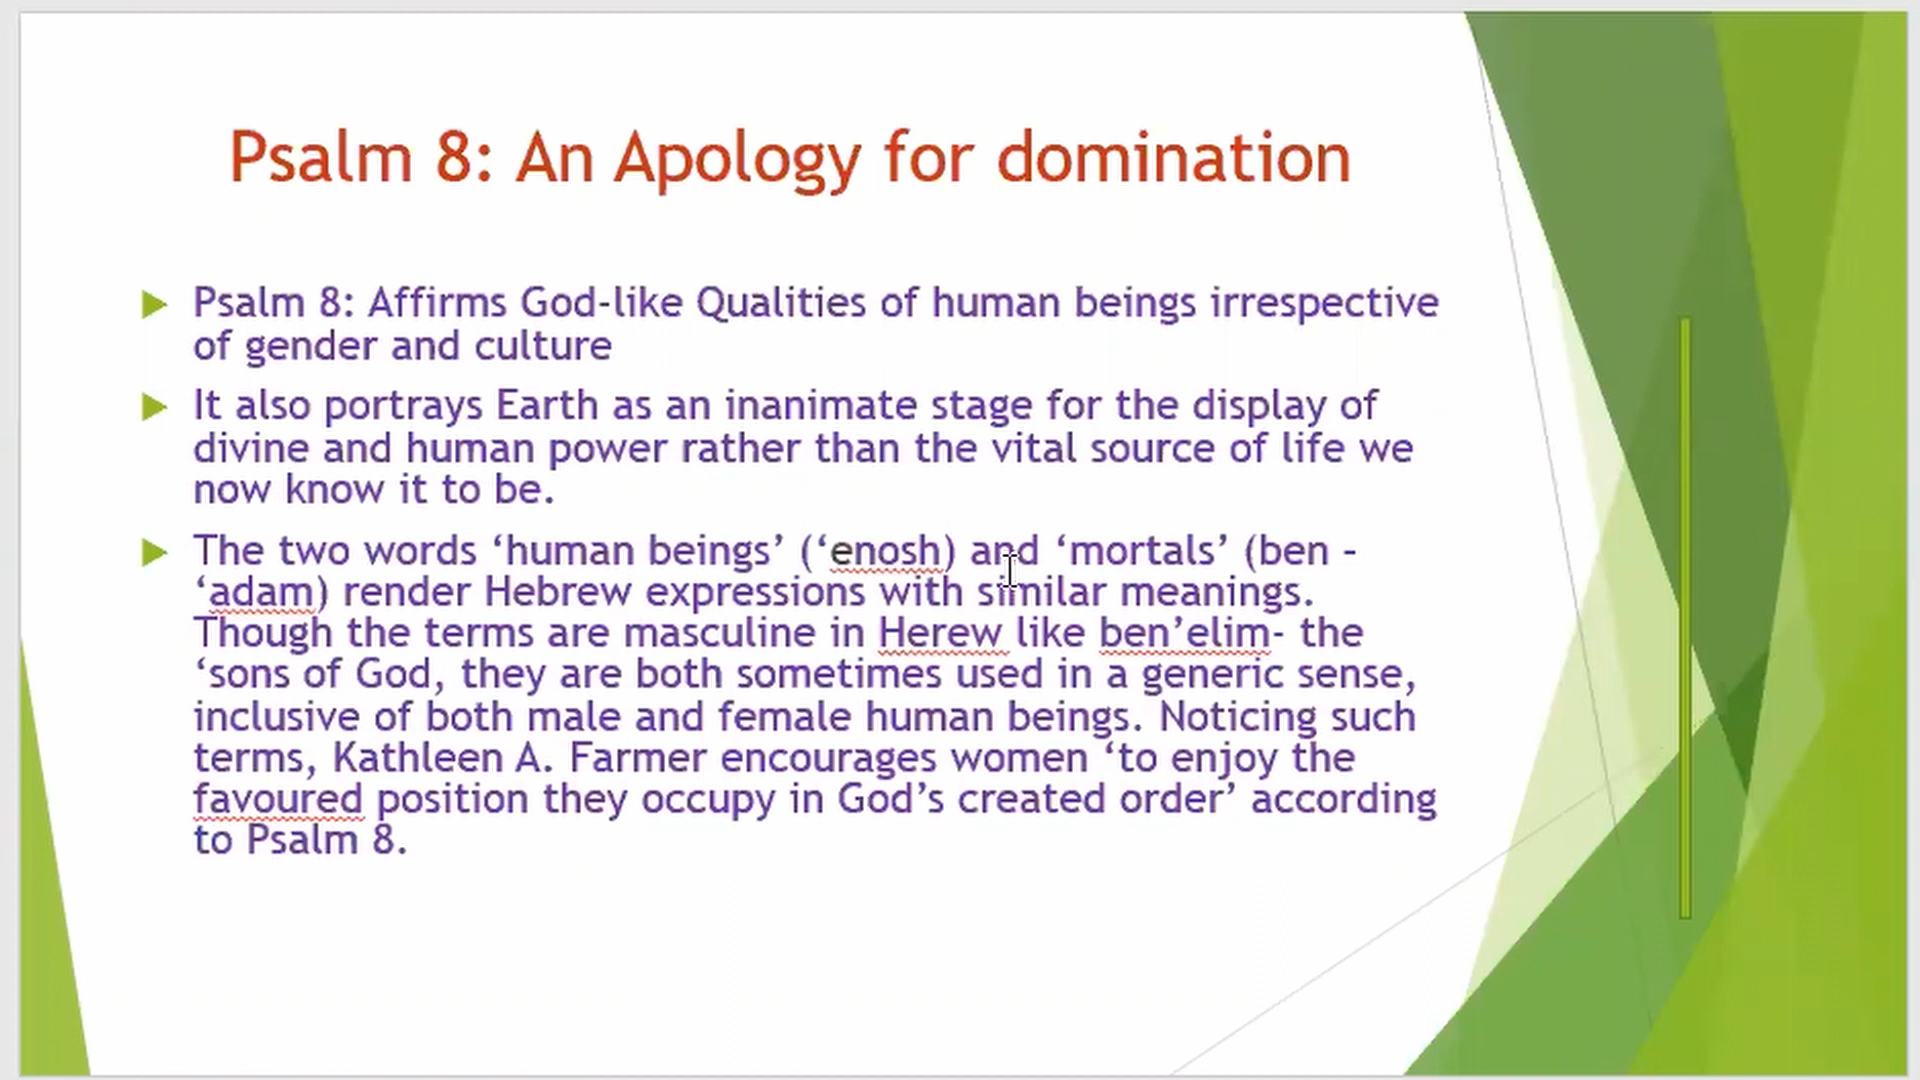 Psalm 8: An Apology for domination
Psalm 8: Affirms God-like Qualities of human beings irrespective
of gender and culture
It also portrays Earth as an inanimate stage for the display of
divine and human power rather than the vital source of life we
now know it to be.
The two words ‘human beings’ (‘enosh) and ‘mortals’ (ben -
‘adam) render Hebrew expressions with similar meanings.
Though the terms are masculine in Herew like ben’elim- the
‘sons of God, they are both sometimes used in a generic sense,
inclusive of both male and female human beings. Noticing such
terms, Kathleen A. Farmer encourages women ‘to enjoy the
favoured position they occupy in God’s created order’ according
to Psalm 8.